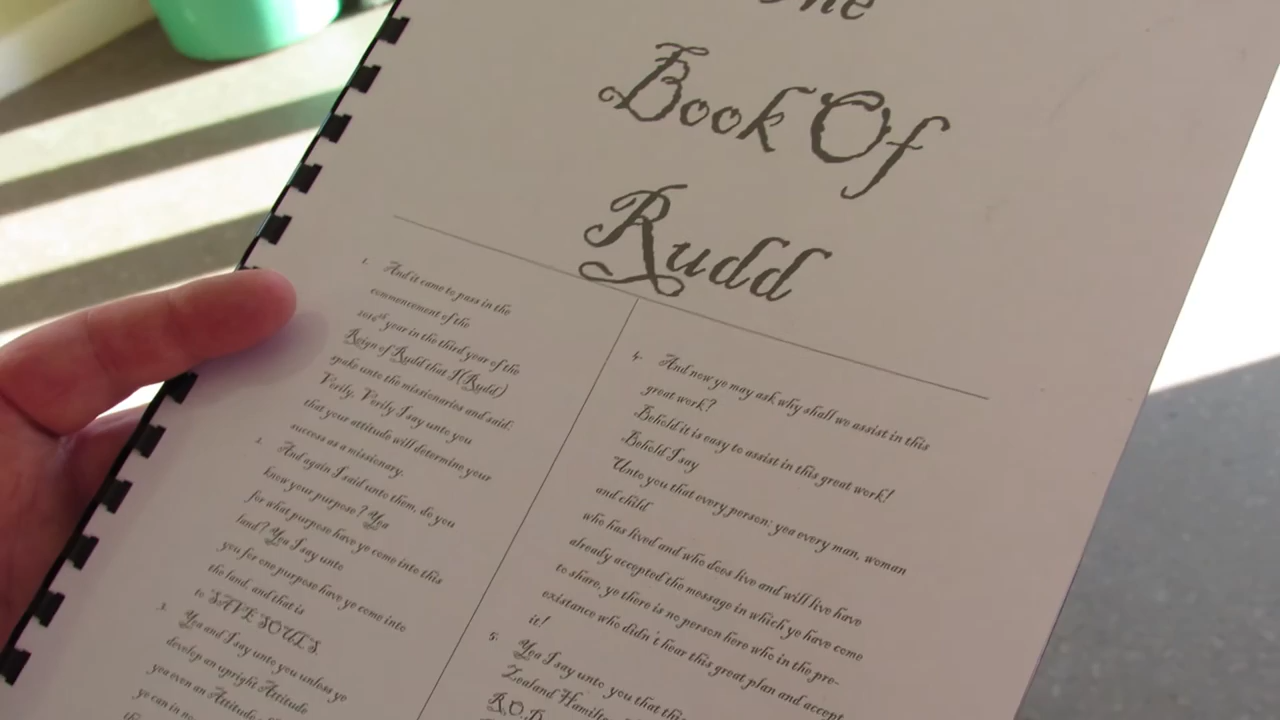 The
Book Of
Rudd
1. And it came to pass in the
commencement of the
2016th year in the third year of the
Reign of Rudd that I (Rudd)
spake unto the missionaries and said:
Verily, Verily I say unto you
that your attitude will determine your
success as a missionary.
2. And again I said unto them, do you
know your purpose? Yea
for what purpose have ye come into this
land? Yea I say unto
you for one purpose have ye come into
the land, and that is
to SAVE SOULS.
3. Yea and I say unto you unless ye
develop an upright Attitude
yea even an Attitude
ye can in no
4. And now ye may ask why shall we assist in this
great work?
Behold it is easy to assist in this great work!
Behold I say
Unto you that every person: yea every man, woman
and child
who has lived and who does live and will live have
already accepted the message in which ye have come
to share, ye there is no person here who in the pre-
existance who didn't hear this great plan and accept
it!
5. Yea I say unto you that this
Zealand Hamilton